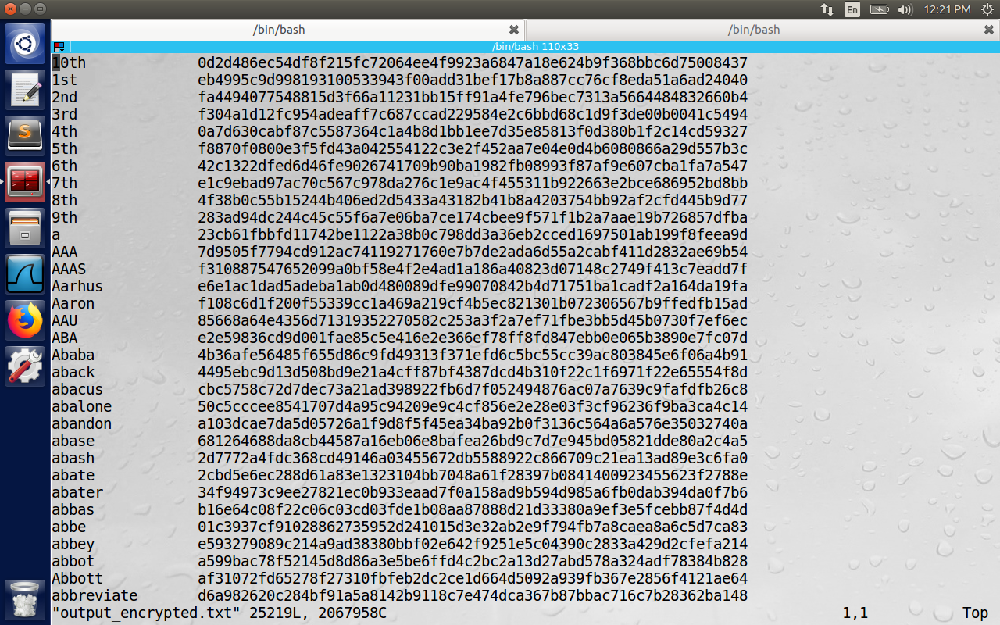 En 12:21 PM
/bin/bash /bin/bash
/bin/bash 110x33
10th 0d2d486ec54df8f215fc72064ee4f9923a6847a18e624b9f368bbc6d75008437
1st eb4995c9d998193100533943f00add31bef17b8a887cc76cf8eda51a6ad24040
2nd fa4494077548815d3f66a11231bb15ff91a4fe796bec7313a5664484832660b4
3rd f304a1d12fc954adeaff7c687ccad229584e2c6bbd68c1d9f3de00b0041c5494
4th 0a7d630cabf87c5587364c1a4b8d1bb1ee7d35e85813f0d380b1f2c14cd59327
5th f8870f0800e3f5fd43a042554122c3e2f452aa7e04e0d4b6080866a29d557b3c
6th 42c1322dfed6d46fe9026741709b90ba1982fb08993f87af9e607cba1fa7a547
7th e1c9ebad97ac70c567c978da276c1e9ac4f455311b922663e2bce686952bd8bb
8th 4f38b0c55b15244b406ed2d5433a43182b41b8a4203754bb92af2cfd445b9d77
9th 283ad94dc244c45c55f6a7e06ba7ce174cbee9f571f1b2a7aae19b726857dfba
a 23cb61fbbfd11742be1122a38b0c798dd3a36eb2cced1697501ab199f8feea9d
AAA 7d9505f7794cd912ac74119271760e7b7de2ada6d55a2cabf411d2832ae69b54
AAAS f310887547652099a0bf58e4f2e4ad1a186a40823d07148c2749f413c7eadd7f
Aarhus e6e1ac1dad5adeba1ab0d480089dfe99070842b4d71751ba1cadf2a164da19fa
Aaron f108c6d1f200f55339cc1a469a219cf4b5ec821301b072306567b9ffedfb15ad
AAU 85668a64e4356d71319352270582c253a3f2a7ef71fbe3bb5d45b0730f7ef6ec
ABA e2e59836cd9d001fae85c5e416e2e366ef78ff8fd847ebb0e065b3890e7fc07d
Ababa 4b36afe56485f655d86c9fd49313f371efd6c5bc55cc39ac803845e6f06a4b91
aback 4495ebc9d13d508bd9e21a4cff87bf4387dcd4b310f22c1f6971f22e65554f8d
abacus cbc5758c72d7dec73a21ad398922fb6d7f052494876ac07a7639c9fafdfb26c8
abalone 50c5cccee8541707d4a95c94209e9c4cf856e2e28e03f3cf96236f9ba3ca4c14
abandon a103dcae7da5d05726a1f9d8f5f45ea34ba92b0f3136c564a6a576e35032740a
abase 681264688da8cb44587a16eb06e8bafea26bd9c7d7e945bd05821dde80a2c4a5
abash 2d7772a4fdc368cd49146a03455672db5588922c866709c21ea13ad89e3c6fa0
abate 2cbd5e6ec288d61a83e1323104bb7048a61f28397b0841400923455623f2788e
abater 34f94973c9ee27821ec0b933eaad7f0a158ad9b594d985a6fb0dab394da0f7b6
abbas b16e64c08f22c06c03cd03fde1b08aa87888d21d33380a9ef3e5fcebb87f4d4d
abbe 01c3937cf91028862735952d241015d3e32ab2e9f794fb7a8caea8a6c5d7ca83
abbey e593279089c214a9ad38380bbf02e642f9251e5c04390c2833a429d2cfefa214
abbot a599bac78f52145d8d86a3e5be6ffd4c2bc2a13d27abd578a324adf78384b828
Abbott af31072fd65278f27310fbfeb2dc2ce1d664d5092a939fb367e2856f4121ae64
abbreviate d6a982620c284bf91a5a8142b9118c7e474dca367b87bbac716c7b28362ba148
"output_encrypted.txt" 25219L, 2067958C 1,1 Top